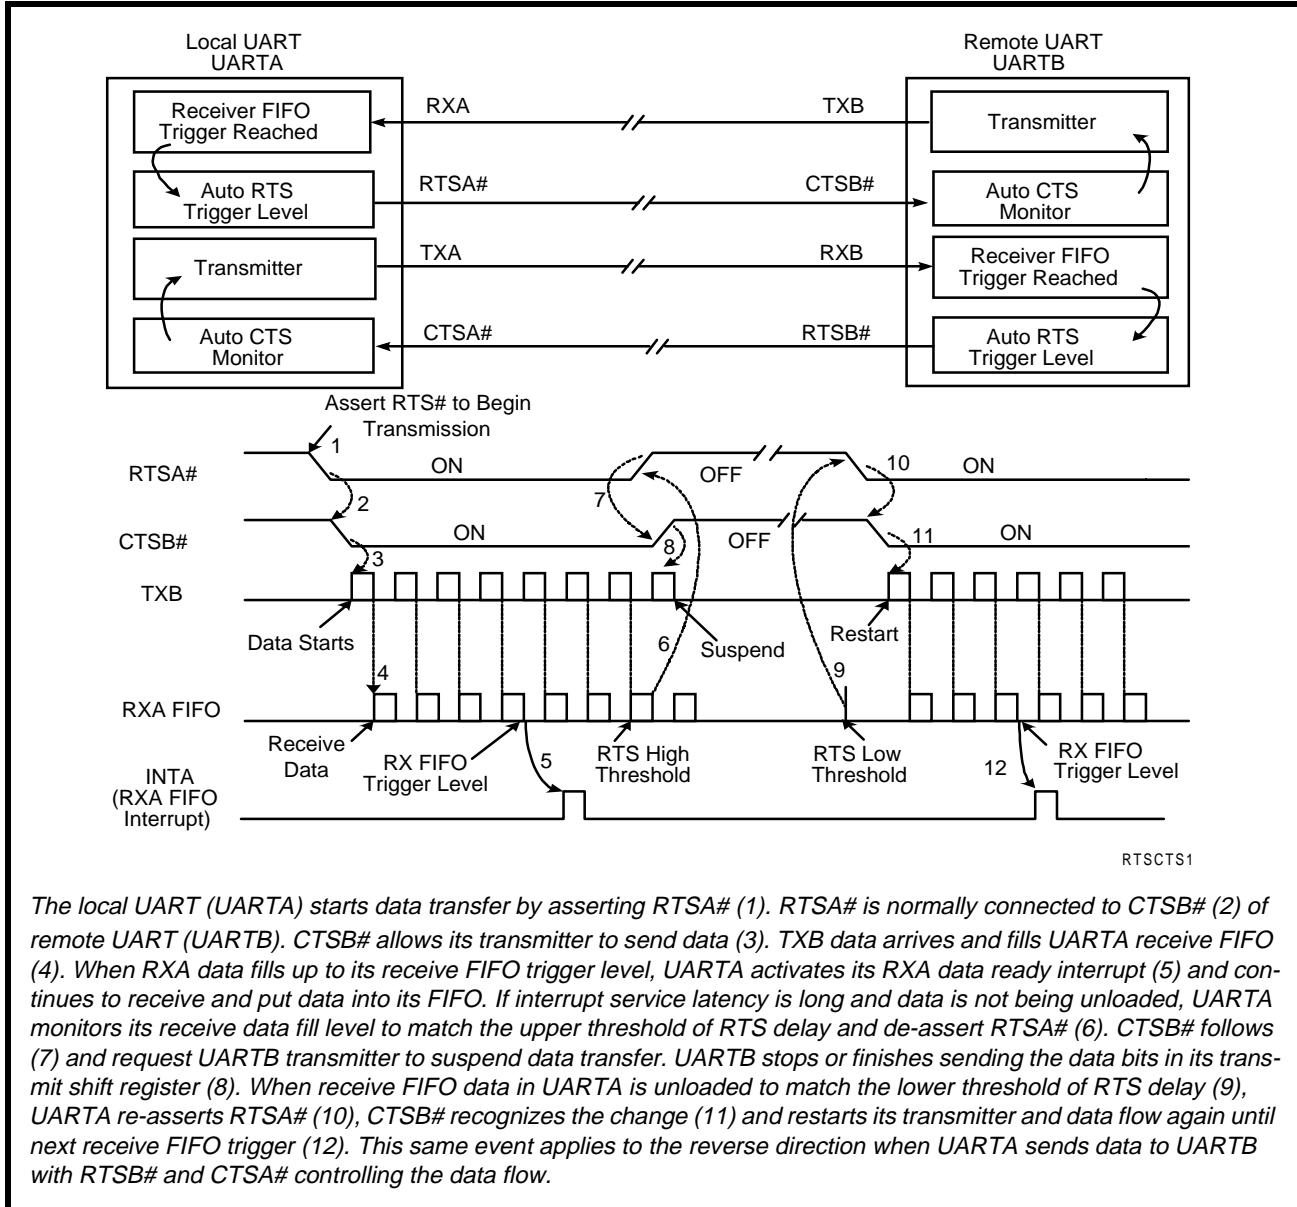 Local UART
UARTA
Remote UART
UARTB
Receiver FIFO
Trigger Reached
RXA
TXB
Transmitter
Auto RTS
Trigger Level
RTSA#
CTSB#
Auto CTS
Monitor
Transmitter
TXA
RXB
Receiver FIFO
Trigger Reached
Auto CTS
Monitor
CTSA#
RTSB#
Auto RTS
Trigger Level
Assert RTS# to Begin
Transmission
1
RTSA#
ON
OFF
10
ON
2
7
CTSB#
ON
OFF
11
ON
3
8
TXB
Data Starts
6
Suspend
Restart
4
9
RXA FIFO
Receive
Data
RX FIFO
Trigger Level
5
RTS High
Threshold
RTS Low
Threshold
12
RX FIFO
Trigger Level
INTA
(RXA FIFO
Interrupt)
RTSCTS1
The local UART (UARTA) starts data transfer by asserting RTSA# (1). RTSA# is normally connected to CTSB# (2) of
remote UART (UARTB). CTSB# allows its transmitter to send data (3). TXB data arrives and fills UARTA receive FIFO
(4). When RXA data fills up to its receive FIFO trigger level, UARTA activates its RXA data ready interrupt (5) and con-
tinues to receive and put data into its FIFO. If interrupt service latency is long and data is not being unloaded, UARTA
monitors its receive data fill level to match the upper threshold of RTS delay and de-assert RTSA# (6). CTSB# follows
(7) and request UARTB transmitter to suspend data transfer. UARTB stops or finishes sending the data bits in its trans-
mit shift register (8). When receive FIFO data in UARTA is unloaded to match the lower threshold of RTS delay (9),
UARTA re-asserts RTSA# (10), CTSB# recognizes the change (11) and restarts its transmitter and data flow again until
next receive FIFO trigger (12). This same event applies to the reverse direction when UARTA sends data to UARTB
with RTSB# and CTSA# controlling the data flow.